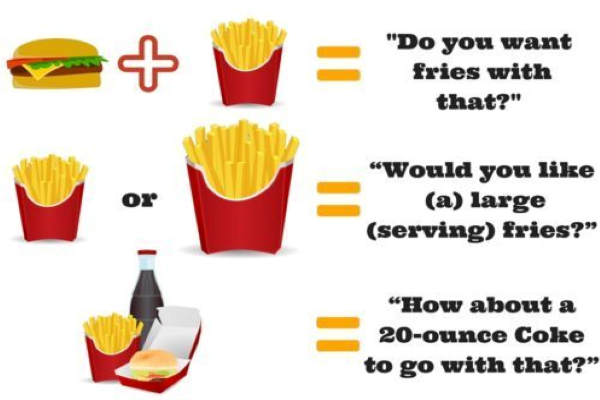 "Do you want
fries with
that?"
or
“Would you like
(a) large
(serving) fries?”
“How about a
20-ounce Coke
to go with that?”